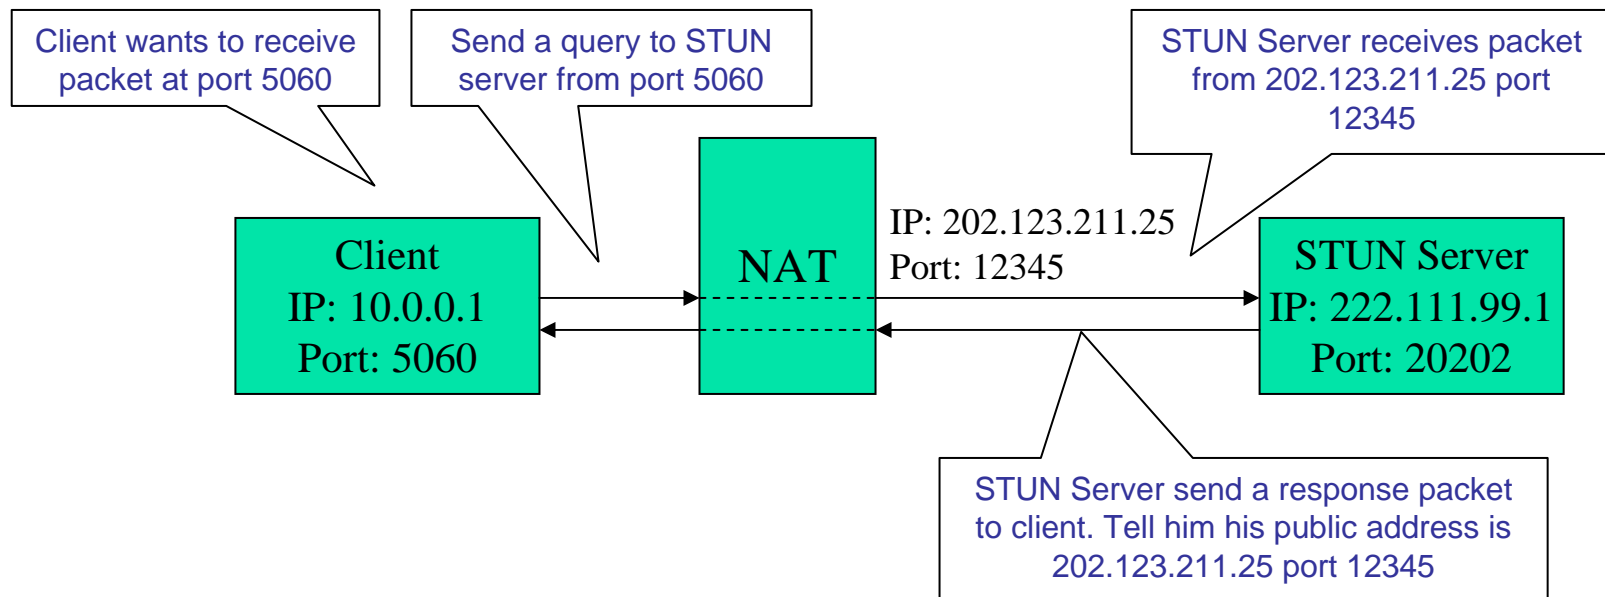 Client wants to receive
packet at port 5060
Send a query to STUN
server from port 5060
STUN Server receives packet
from 202.123.211.25 port
12345
Client
IP: 10.0.0.1
Port: 5060
NAT
IP: 202.123.211.25
Port: 12345
STUN Server
IP: 222.111.99.1
Port: 20202
STUN Server send a response packet
to client. Tell him his public address is
202.123.211.25 port 12345